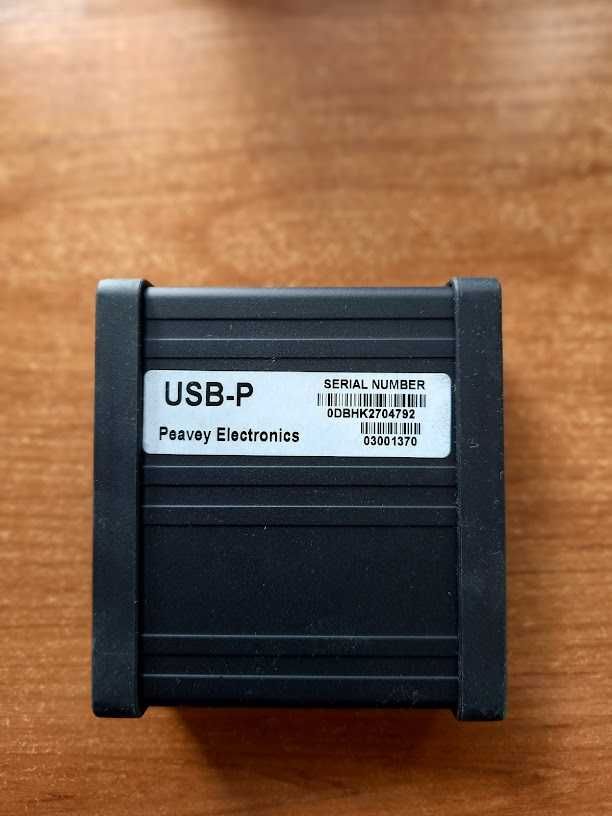 USB-P
Peavey Electronics
SERIAL NUMBER
0DBHK2704792
03001370